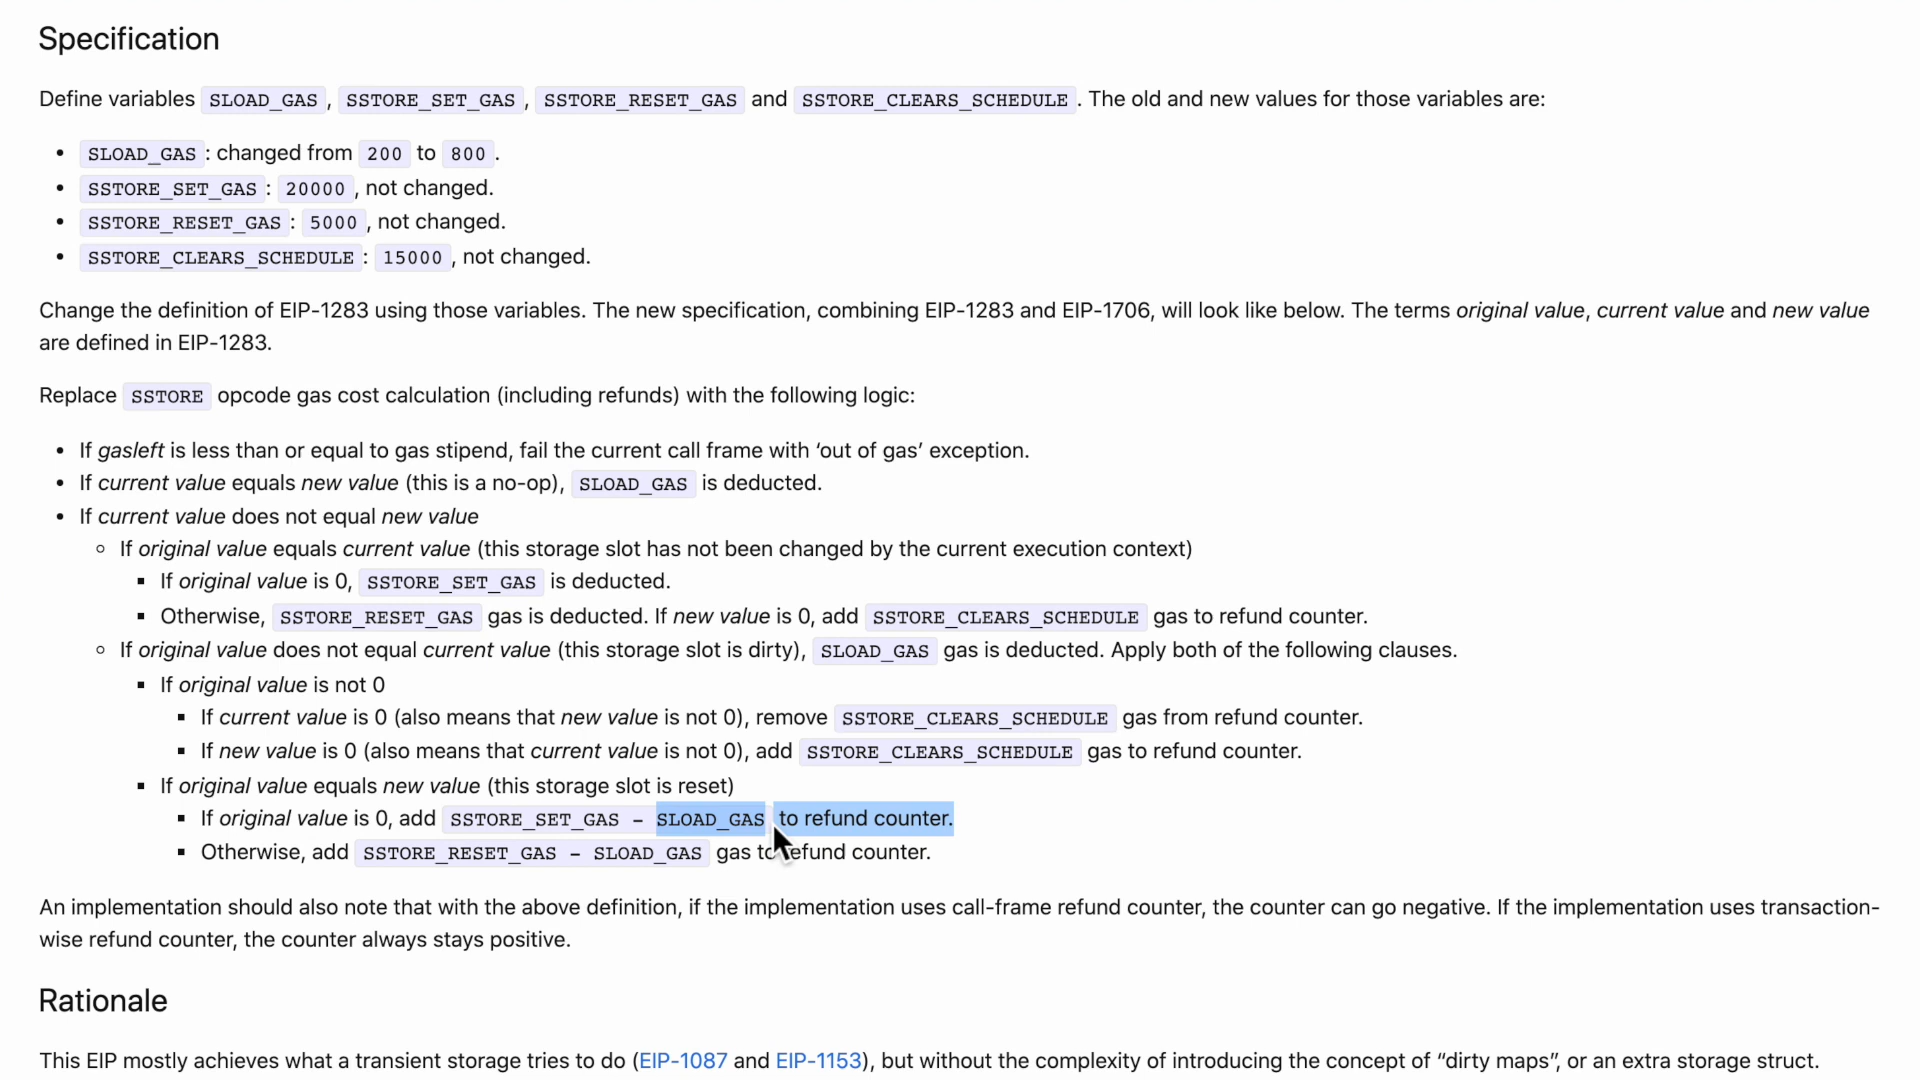 Specification
Define variables SLOAD_GAS, SSTORE_SET_GAS, SSTORE_RESET_GAS and SSTORE_CLEARS_SCHEDULE. The old and new values for those variables are:
• SLOAD_GAS: changed from 200 to 800.
• SSTORE_SET_GAS: 20000, not changed.
• SSTORE_RESET_GAS: 5000, not changed.
• SSTORE_CLEARS_SCHEDULE: 15000, not changed.
Change the definition of EIP-1283 using those variables. The new specification, combining EIP-1283 and EIP-1706, will look like below. The terms original value, current value and new value
are defined in EIP-1283.
Replace SSTORE opcode gas cost calculation (including refunds) with the following logic:
• If gasleft is less than or equal to gas stipend, fail the current call frame with ‘out of gas’ exception.
• If current value equals new value (this is a no-op), SLOAD_GAS is deducted.
• If current value does not equal new value
◦ If original value equals current value (this storage slot has not been changed by the current execution context)
▪ If original value is 0, SSTORE_SET_GAS is deducted.
▪ Otherwise, SSTORE_RESET_GAS gas is deducted. If new value is 0, add SSTORE_CLEARS_SCHEDULE gas to refund counter.
◦ If original value does not equal current value (this storage slot is dirty), SLOAD_GAS gas is deducted. Apply both of the following clauses.
▪ If original value is not 0
▪ If current value is 0 (also means that new value is not 0), remove SSTORE_CLEARS_SCHEDULE gas from refund counter.
▪ If new value is 0 (also means that current value is not 0), add SSTORE_CLEARS_SCHEDULE gas to refund counter.
▪ If original value equals new value (this storage slot is reset)
▪ If original value is 0, add SSTORE_SET_GAS - SLOAD_GAS to refund counter.
▪ Otherwise, add SSTORE_RESET_GAS - SLOAD_GAS gas to refund counter.
An implementation should also note that with the above definition, if the implementation uses call-frame refund counter, the counter can go negative. If the implementation uses transaction-
wise refund counter, the counter always stays positive.
Rationale
This EIP mostly achieves what a transient storage tries to do (EIP-1087 and EIP-1153), but without the complexity of introducing the concept of “dirty maps”, or an extra storage struct.